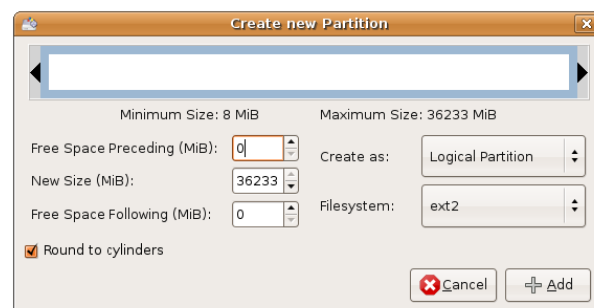 Create new Partition
Minimum Size: 8 MiB Maximum Size: 36233 MiB
Free Space Preceding (MiB): 0
Create as: Logical Partition
New Size (MiB): 36233
Free Space Following (MiB): 0
Filesystem: ext2
Round to cylinders
Cancel Add